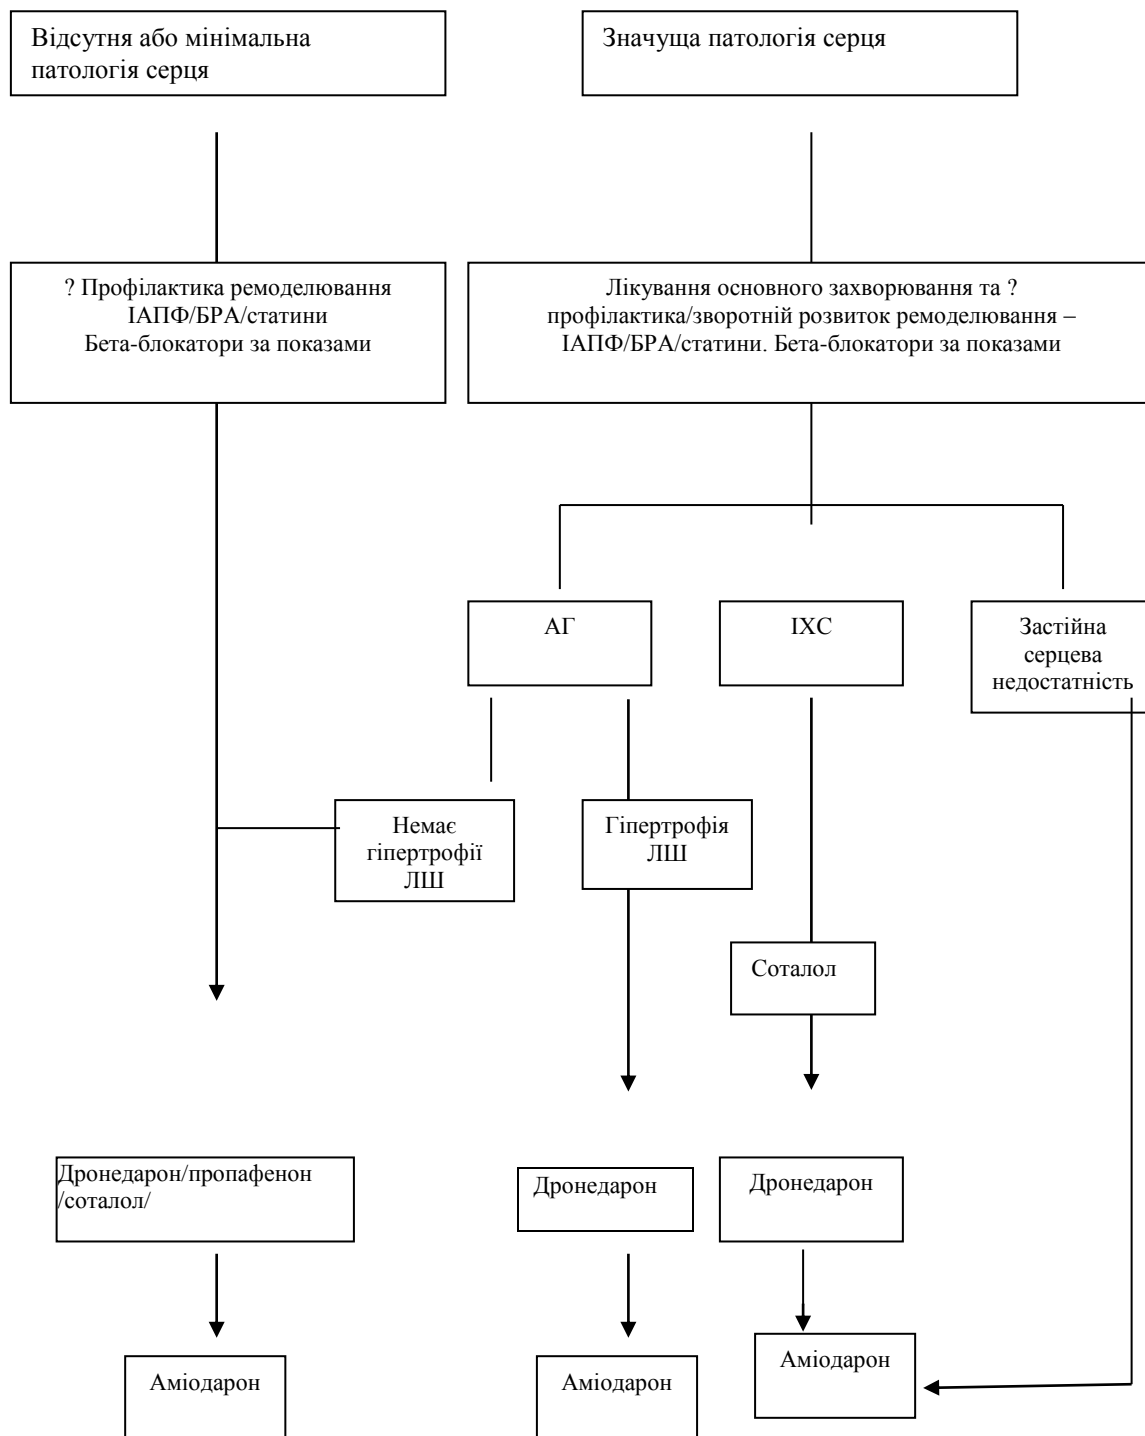 Відсутня або мінімальна
патологія серця
Значуща патологія серця
? Профілактика ремоделювання
ІАПФ/БРА/статини
Бета-блокатори за показами
Лікування основного захворювання та ?
профілактика/зворотній розвиток ремоделювання –
ІАПФ/БРА/статини. Бета-блокатори за показами
АГ
ІХС
Застійна
серцева
недостатність
Немає
гіпертрофії
ЛШ
Гіпертрофія
ЛШ
Соталол
Дронедарон/пропафенон
/соталол/
Дронедарон
Дронедарон
Аміодарон
Аміодарон
Аміодарон